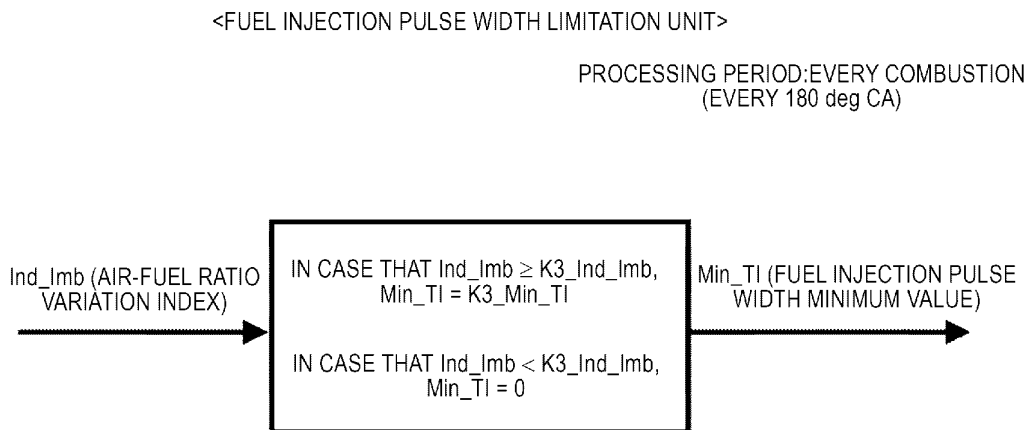 <FUEL INJECTION PULSE WIDTH LIMITATION UNIT>
PROCESSING PERIOD:EVERY COMBUSTION
(EVERY 180 deg CA)
Ind_Imb (AIR-FUEL RATIO
VARIATION INDEX)
IN CASE THAT Ind_Imb ≥ K3_Ind_Imb,
Min_TI = K3_Min_TI
IN CASE THAT Ind_Imb < K3_Ind_Imb,
Min_TI = 0
Min_TI (FUEL INJECTION PULSE
WIDTH MINIMUM VALUE)